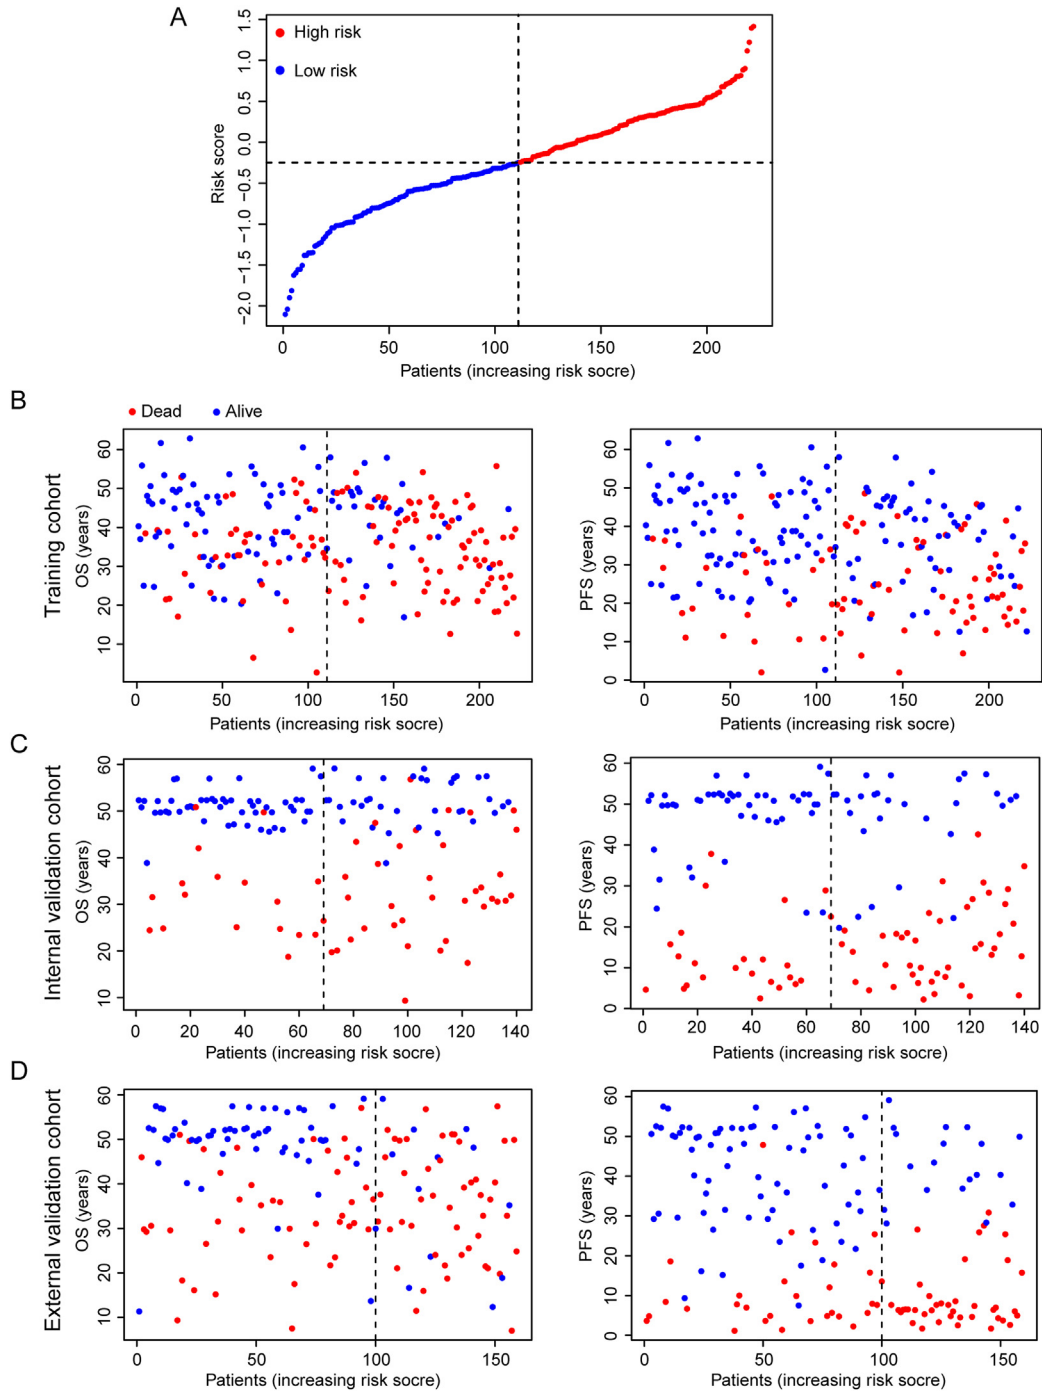 A
High risk
Low risk
Risk score
1.5
1.0
0.5
0.0
−0.5
−1.0
−1.5
−2.0
0 50 100 150 200
Patients (increasing risk socre)
B
Dead Alive
Training cohort
OS (years)
60
50
40
30
20
10
0 50 100 150 200
Patients (increasing risk socre)
PFS (years)
60
50
40
30
20
10
0
0 50 100 150 200
Patients (increasing risk socre)
C
Internal validation cohort
OS (years)
60
50
40
30
20
10
0 20 40 60 80 100 120 140
Patients (increasing risk socre)
PFS (years)
60
50
40
30
20
10
0
0 20 40 60 80 100 120 140
Patients (increasing risk socre)
D
External validation cohort
OS (years)
60
50
40
30
20
10
0 50 100 150
Patients (increasing risk socre)
PFS (years)
60
50
40
30
20
10
0
0 50 100 150
Patients (increasing risk socre)